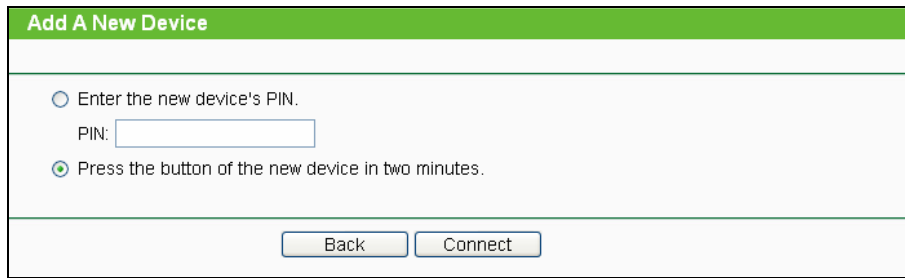 Add A New Device
Enter the new device's PIN.
PIN:
Press the button of the new device in two minutes.
Back Connect